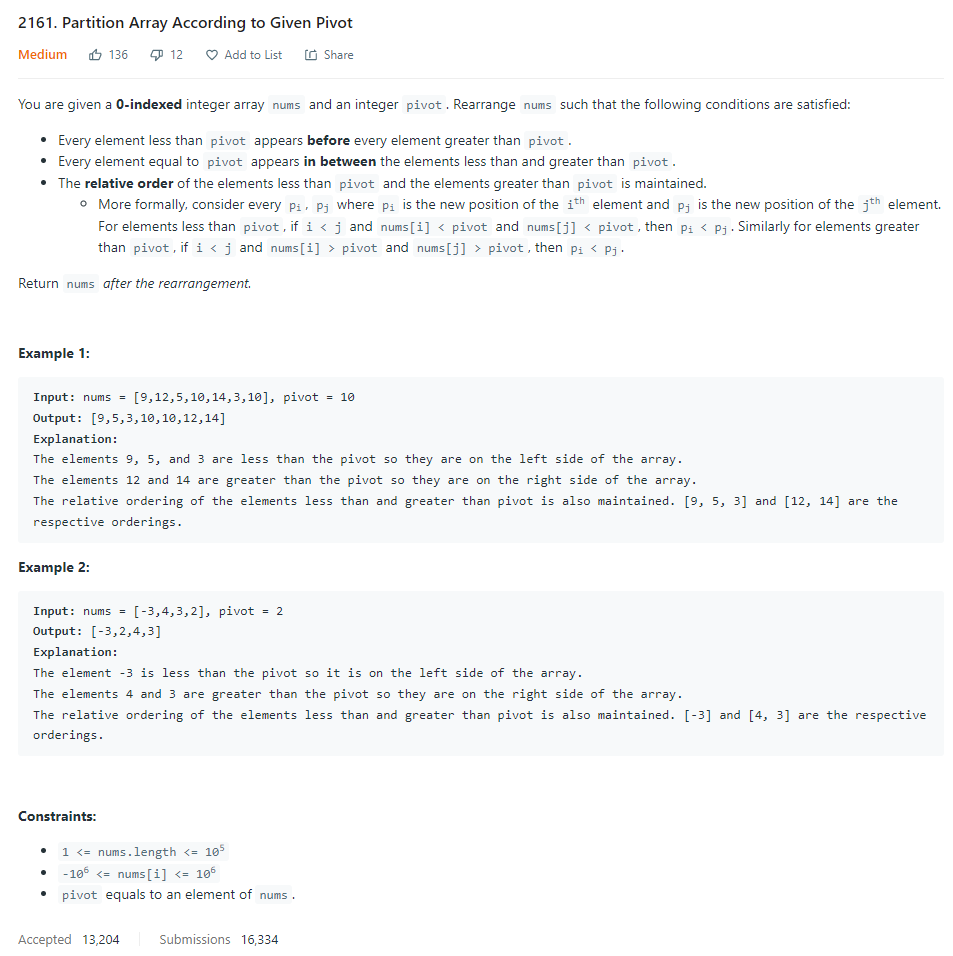 2161. Partition Array According to Given Pivot
Medium 136 12 Add to List Share
You are given a 0-indexed integer array nums and an integer pivot. Rearrange nums such that the following conditions are satisfied:
• Every element less than pivot appears before every element greater than pivot.
• Every element equal to pivot appears in between the elements less than and greater than pivot.
• The relative order of the elements less than pivot and the elements greater than pivot is maintained.
○ More formally, consider every pᵢ, pⱼ where pᵢ is the new position of the iᵗʰ element and pⱼ is the new position of the jᵗʰ element.
For elements less than pivot, if i < j and nums[i] < pivot and nums[j] < pivot, then pᵢ < pⱼ. Similarly for elements greater
than pivot, if i < j and nums[i] > pivot and nums[j] > pivot, then pᵢ < pⱼ.
Return nums after the rearrangement.
Example 1:
Input: nums = [9,12,5,10,14,3,10], pivot = 10
Output: [9,5,3,10,10,12,14]
Explanation:
The elements 9, 5, and 3 are less than the pivot so they are on the left side of the array.
The elements 12 and 14 are greater than the pivot so they are on the right side of the array.
The relative ordering of the elements less than and greater than pivot is also maintained. [9, 5, 3] and [12, 14] are the
respective orderings.
Example 2:
Input: nums = [-3,4,3,2], pivot = 2
Output: [-3,2,4,3]
Explanation:
The element -3 is less than the pivot so it is on the left side of the array.
The elements 4 and 3 are greater than the pivot so they are on the right side of the array.
The relative ordering of the elements less than and greater than pivot is also maintained. [-3] and [4, 3] are the respective
orderings.
Constraints:
• 1 <= nums.length <= 10⁵
• -10⁶ <= nums[i] <= 10⁶
• pivot equals to an element of nums.
Accepted 13,204 Submissions 16,334